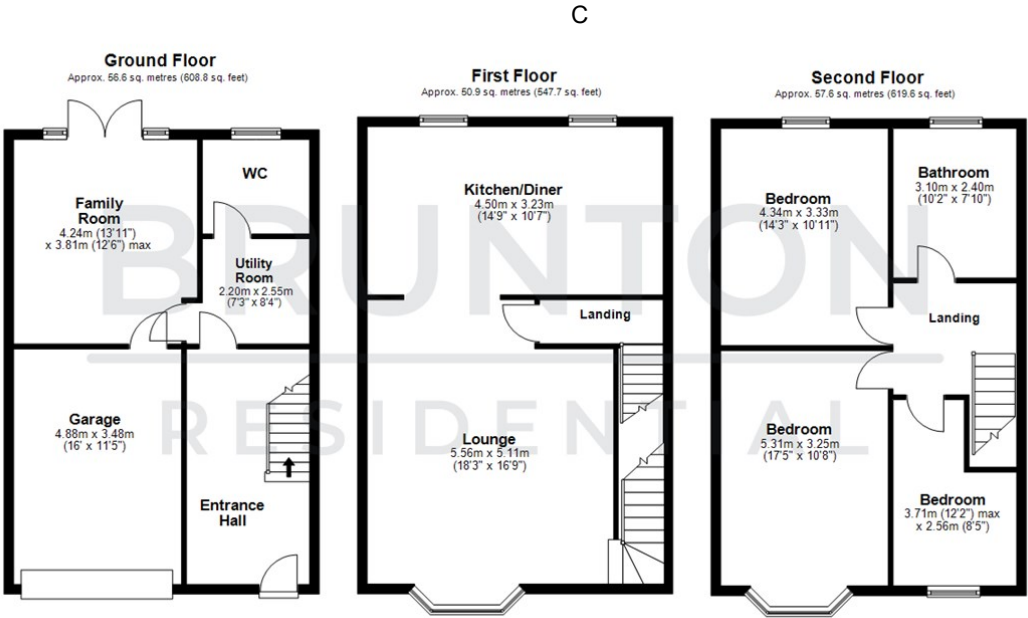 C
Ground Floor
Approx. 56.6 sq. metres (608.8 sq. feet)
WC
Family
Room
4.24m (13'11")
x 3.81m (12'6") max
Utility
Room
2.20m x 2.55m
(7'3" x 8'4")
Garage
4.88m x 3.48m
(16' x 11'5")
Entrance
Hall
First Floor
Approx. 50.9 sq. metres (547.7 sq. feet)
Kitchen/Diner
4.50m x 3.23m
(14'9" x 10'7")
Landing
Lounge
5.56m x 5.11m
(18'3" x 16'9")
Second Floor
Approx. 57.6 sq. metres (619.6 sq. feet)
Bedroom
4.34m x 3.33m
(14'3" x 10'11")
Bathroom
3.10m x 2.40m
(10'2" x 7'10")
Landing
Bedroom
5.31m x 3.25m
(17'5" x 10'8")
Bedroom
3.71m (12'2") max
x 2.56m (8'5")
BRUNTON
RESIDENTIAL